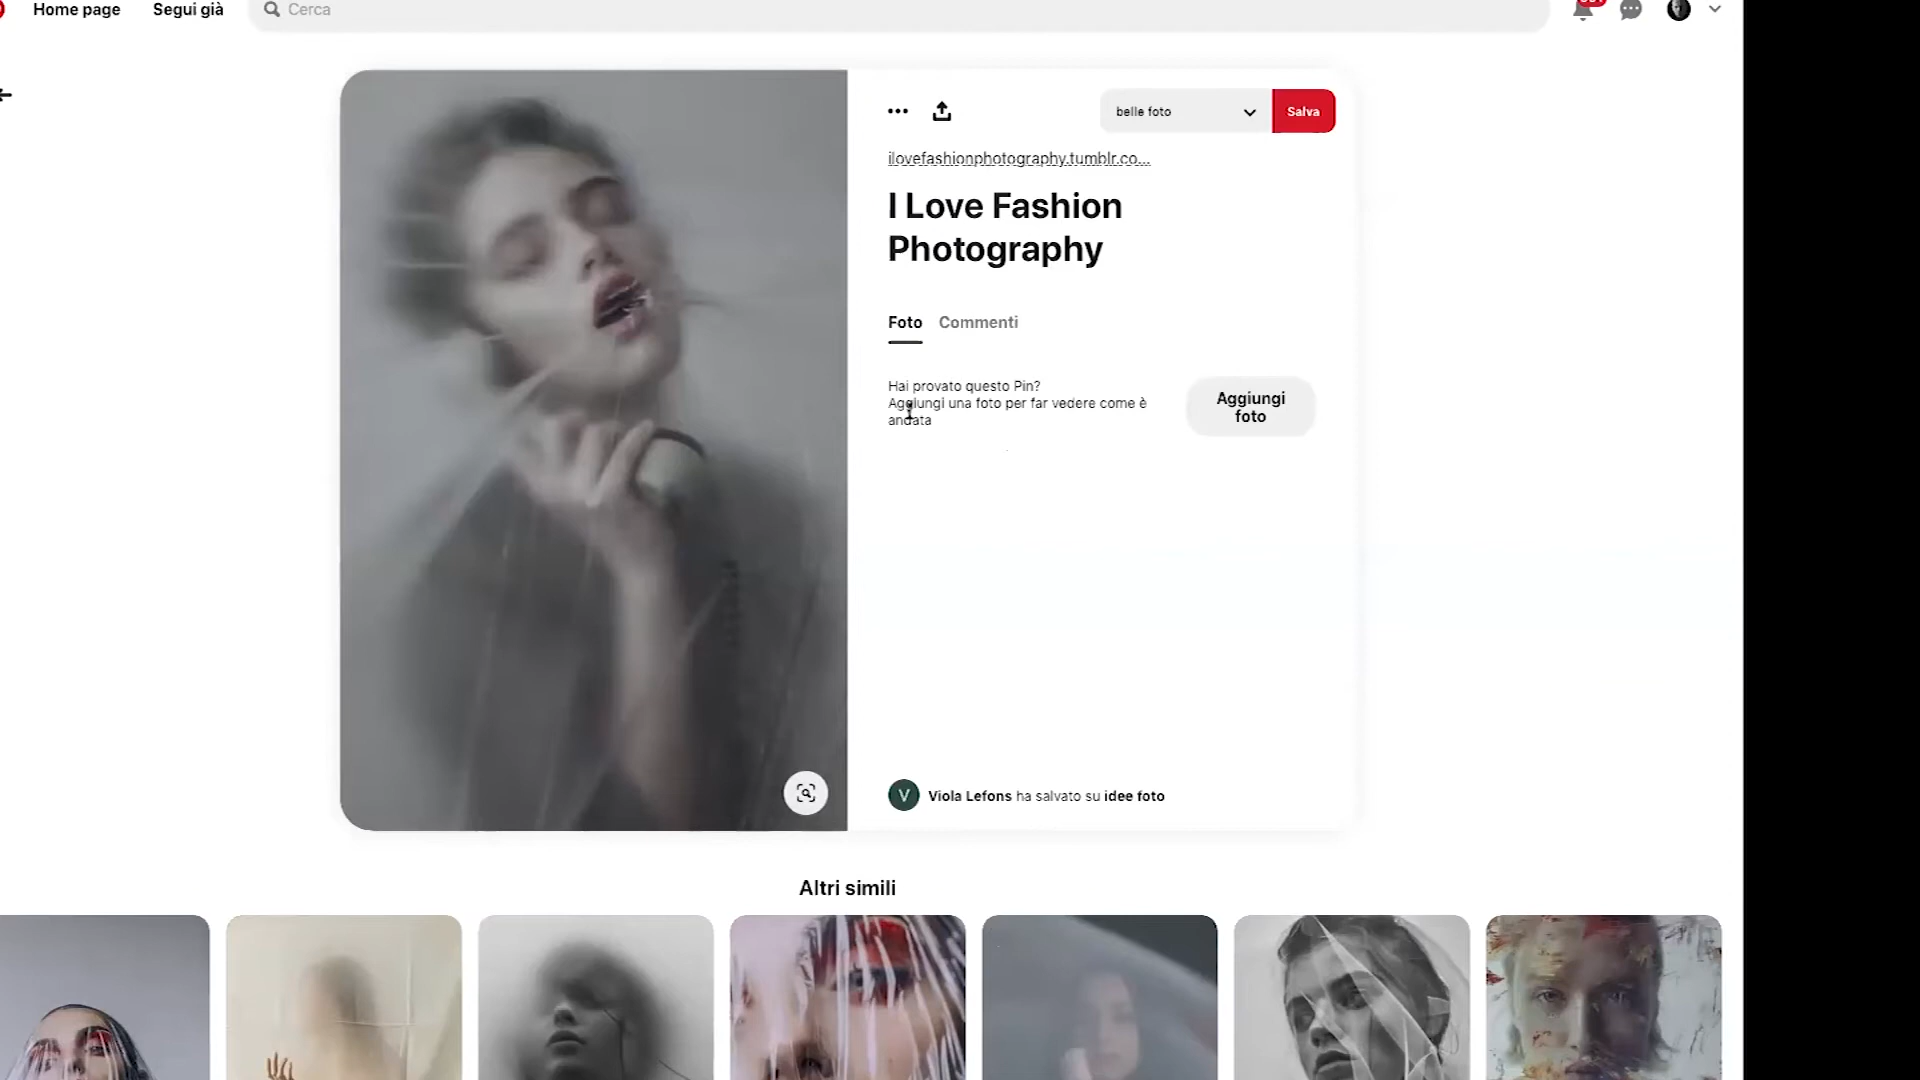 Home page Segui già Cerca
belle foto Salva
ilovefashionphotography.tumblr.co...
I Love Fashion
Photography
Foto Commenti
Hai provato questo Pin?
Aggiungi una foto per far vedere come è
andata
Aggiungi
foto
V Viola Lefons ha salvato su idee foto
Altri simili